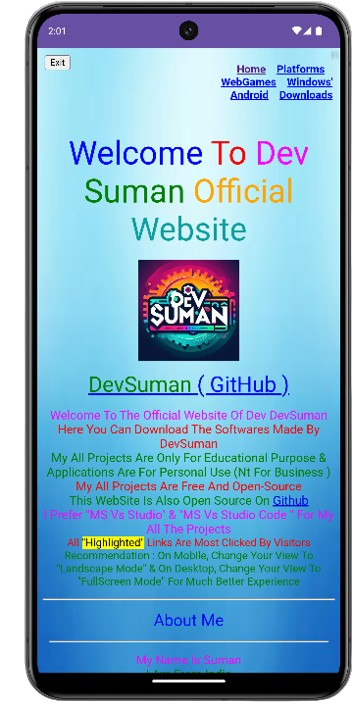 2:01
Exit
Home Platforms
WebGames Windows'
Android Downloads
Welcome To Dev
Suman Official
Website
DEV
SUMAN
DevSuman ( GitHub )
Welcome To The Official Website Of Dev DevSuman
Here You Can Download The Softwares Made By
DevSuman
My All Projects Are Only For Educational Purpose &
Applications Are For Personal Use (Nt For Business )
My All Projects Are Free And Open-Source
This WebSite Is Also Open Source On Github
I Prefer "MS Vs Studio" & "MS Vs Studio Code " For My
All The Projects
All "Highlighted" Links Are Most Clicked By Visitors
Recommendation : On Mobile, Change Your View To
"Landscape Mode" & On Desktop, Change Your View To
"FullScreen Mode" For Much Better Experience
About Me
My Name Is Suman
I Am From India